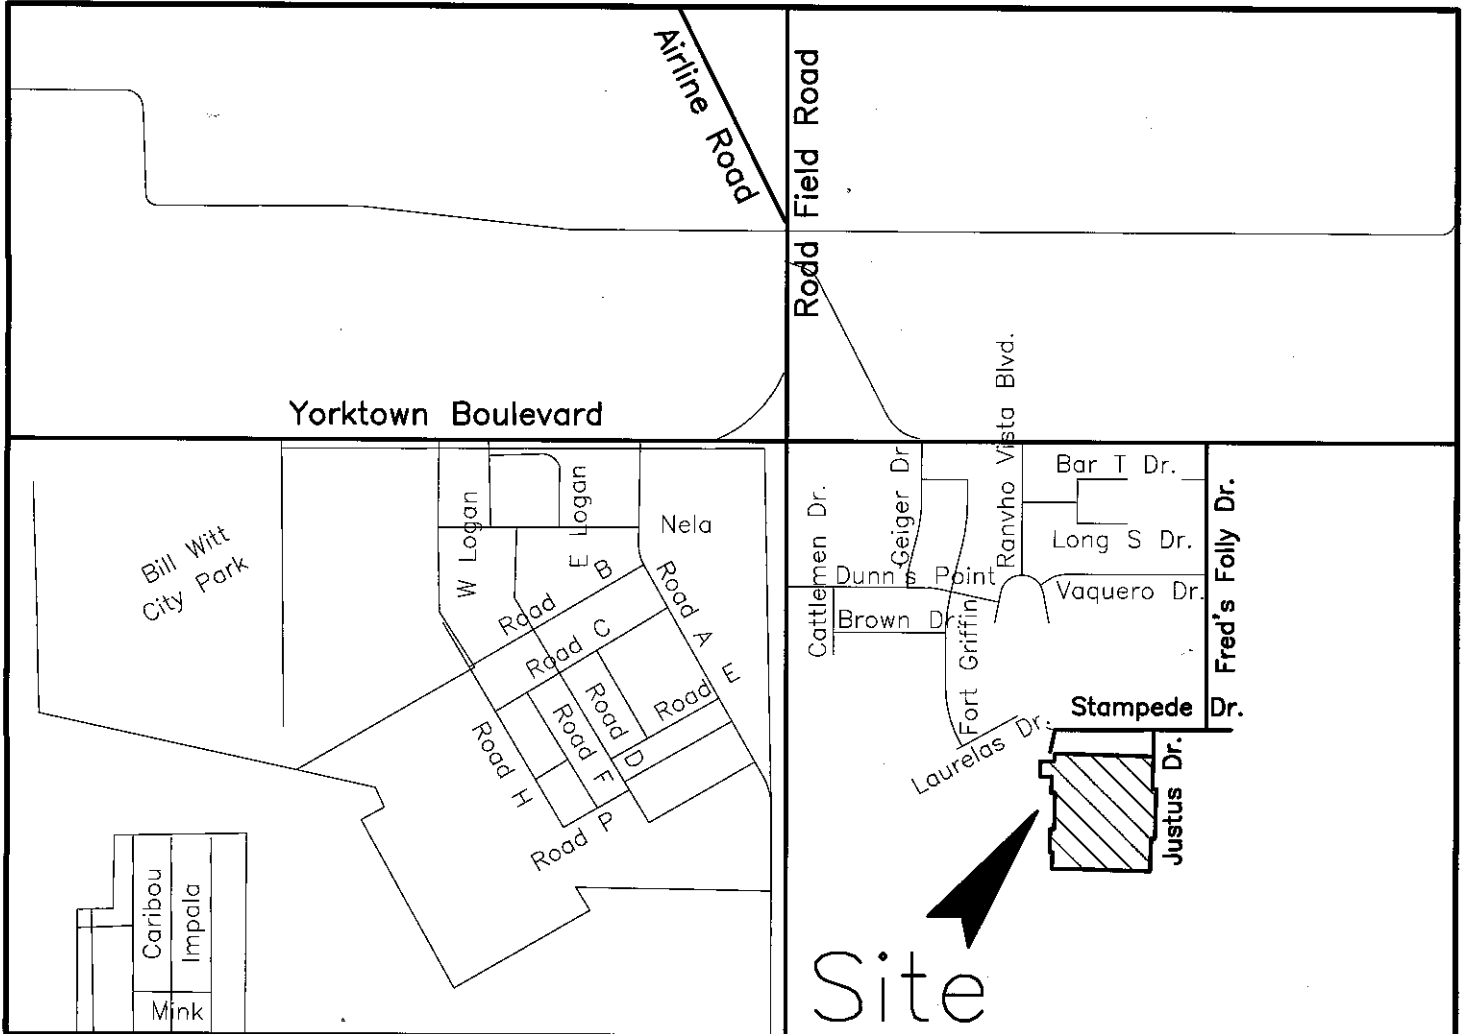 Airline Road
Rodd Field Road
Yorktown Boulevard
Bill Witt
City Park
W Logan
E Logan
Nela
Road B
Road A
Road C
Road E
Road D
Road F
Road H
Road P
Caribou
Impala
Mink
Cattlemen Dr.
Geiger Dr
Ranvho Vista Blvd.
Bar T Dr.
Long S Dr.
Dunn's Point
Vaquero Dr.
Brown Dr.
Fort Griffin
Fred's Folly Dr.
Stampede Dr.
Laurelas Dr.
Justus Dr.
Site